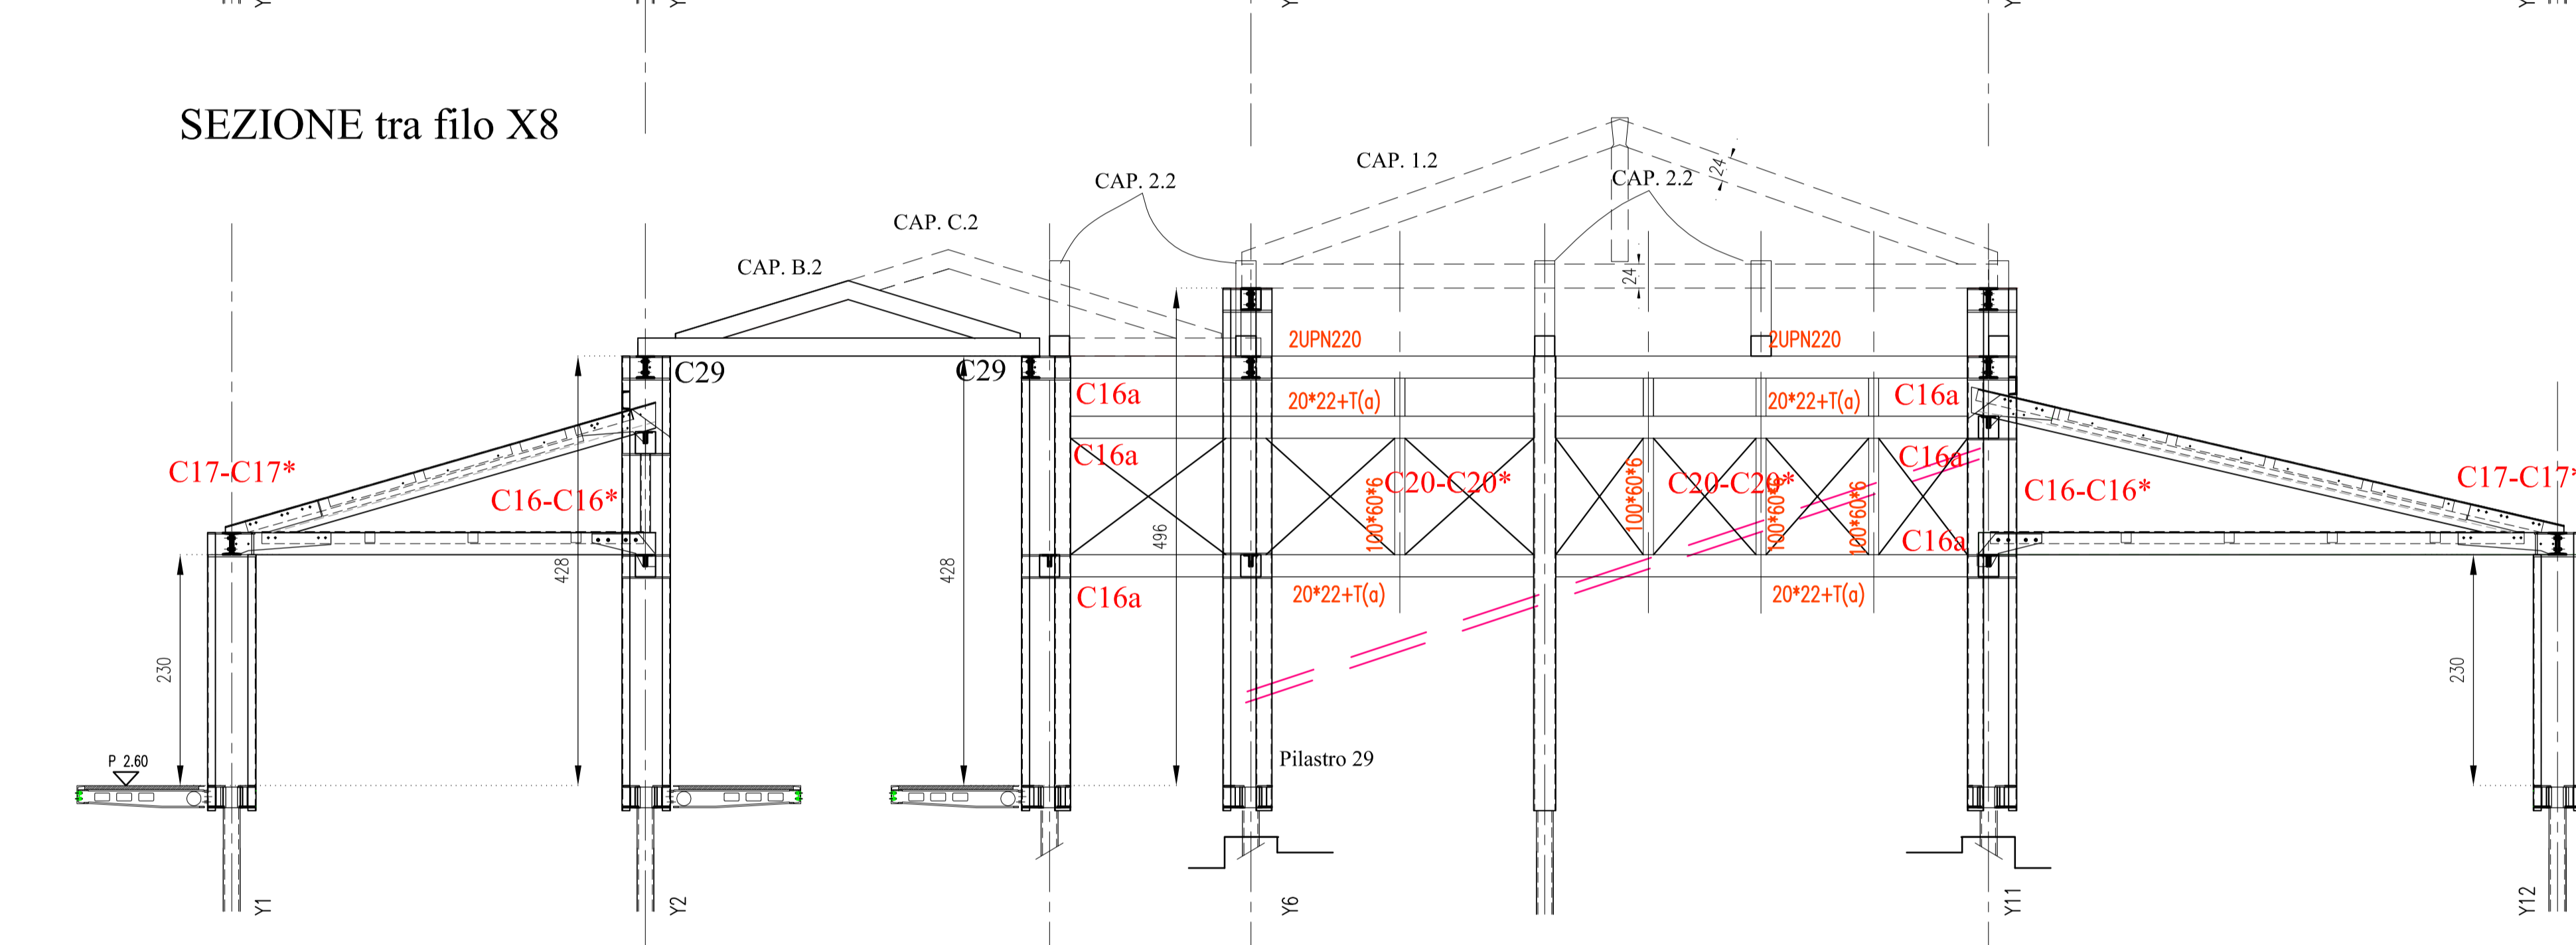 SEZIONE tra filo X8
CAP. 1.2
CAP. 2.2
CAP. 2.2
24
CAP. C.2
CAP. B.2
24
2UPN220
2UPN220
C29
C29
C16a
20*22+T(a)
20*22+T(a)
C16a
C17-C17*
C16-C16*
C16a
C20-C20*
C20-C20*
C16a
C16-C16*
C17-C17*
100*60*6
100*60*6
100*60*6
100*60*6
428
428
496
C16a
C16a
20*22+T(a)
20*22+T(a)
230
230
P 2.60
Pilastro 29
Y1
Y2
Y6
Y11
Y12